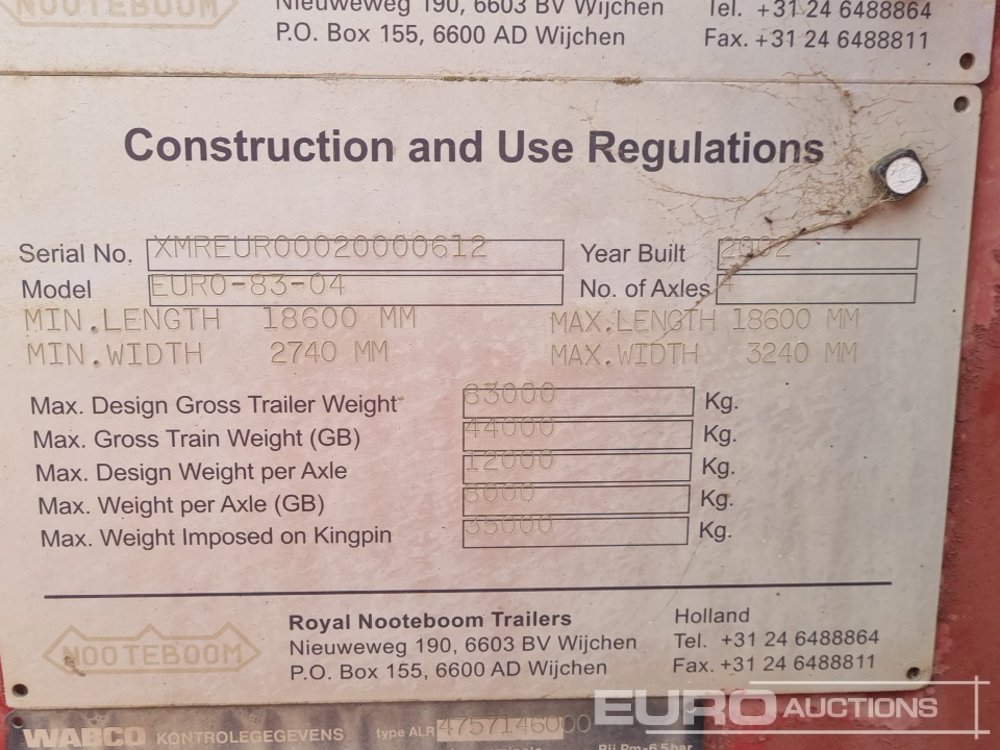 NOOTEBOOM
Nieuweweg 190, 6603 BV Wijchen Tel. +31 24 6488864
P.O. Box 155, 6600 AD Wijchen Fax. +31 24 6488811
Construction and Use Regulations
Serial No. XMREUR00020000612 Year Built 2002
Model EURO-83-04 No. of Axles 4
MIN.LENGTH 18600 MM MAX.LENGTH 18600 MM
MIN.WIDTH 2740 MM MAX.WIDTH 3240 MM
Max. Design Gross Trailer Weight 83000 Kg.
Max. Gross Train Weight (GB) 44000 Kg.
Max. Design Weight per Axle 12000 Kg.
Max. Weight per Axle (GB) 8000 Kg.
Max. Weight Imposed on Kingpin 35000 Kg.
NOOTEBOOM
Royal Nooteboom Trailers Holland
Nieuweweg 190, 6603 BV Wijchen Tel. +31 24 6488864
P.O. Box 155, 6600 AD Wijchen Fax. +31 24 6488811
EURO AUCTIONS
WABCO KONTROLEGEGEVENS type ALR 4757146000